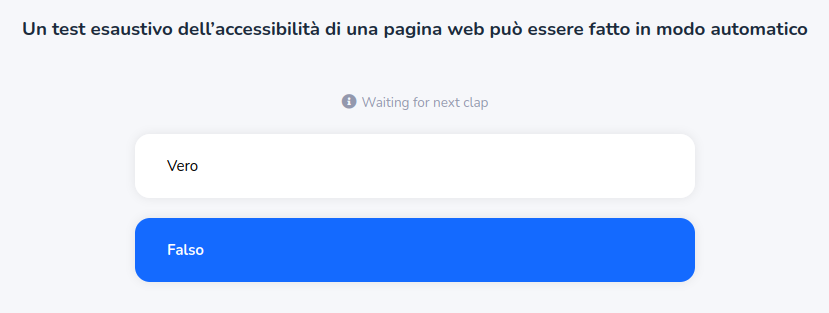 Un test esaustivo dell’accessibilità di una pagina web può essere fatto in modo automatico
Waiting for next clap
Vero
Falso